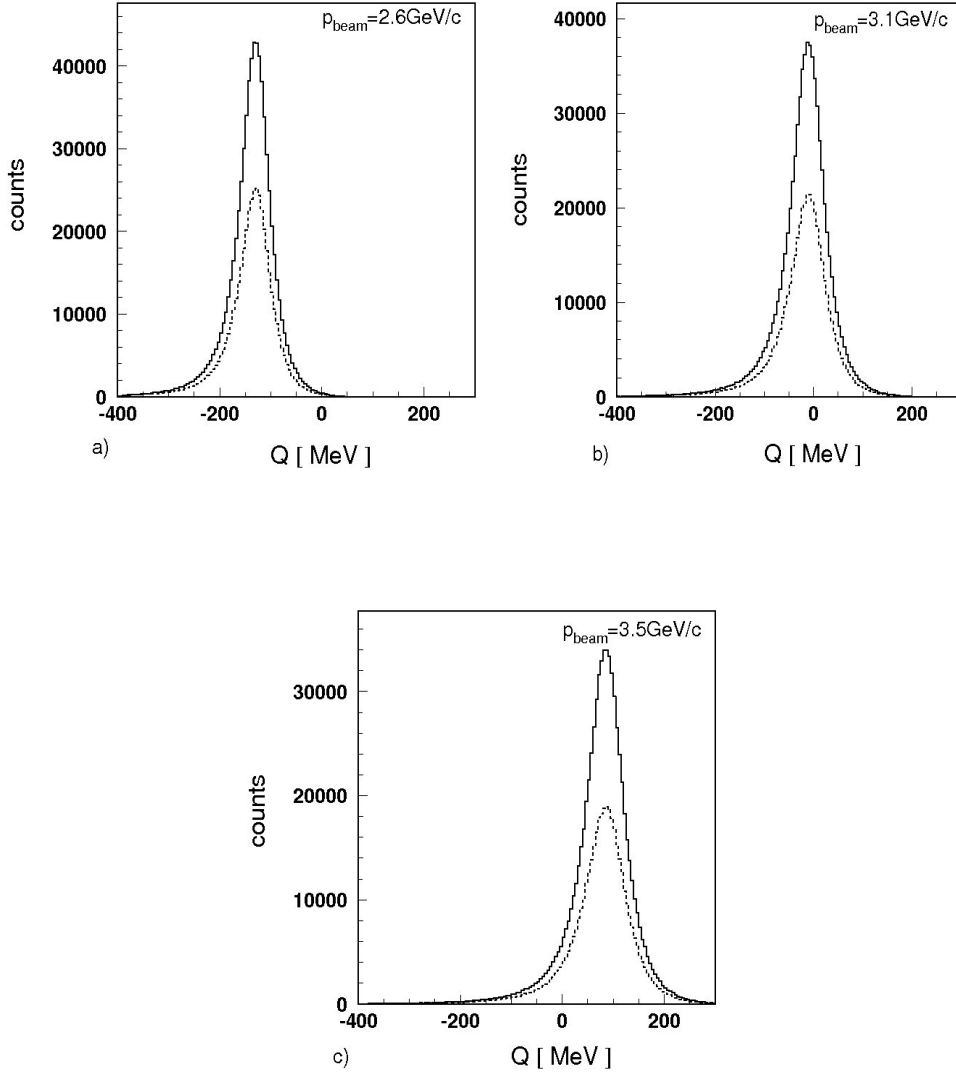 p_beam=2.6GeV/c
40000
30000
20000
10000
0
counts
-400 -200 0 200
Q [ MeV ]
a)
p_beam=3.1GeV/c
40000
30000
20000
10000
0
counts
-400 -200 0 200
Q [ MeV ]
b)
p_beam=3.5GeV/c
30000
20000
10000
0
counts
-400 -200 0 200
Q [ MeV ]
c)